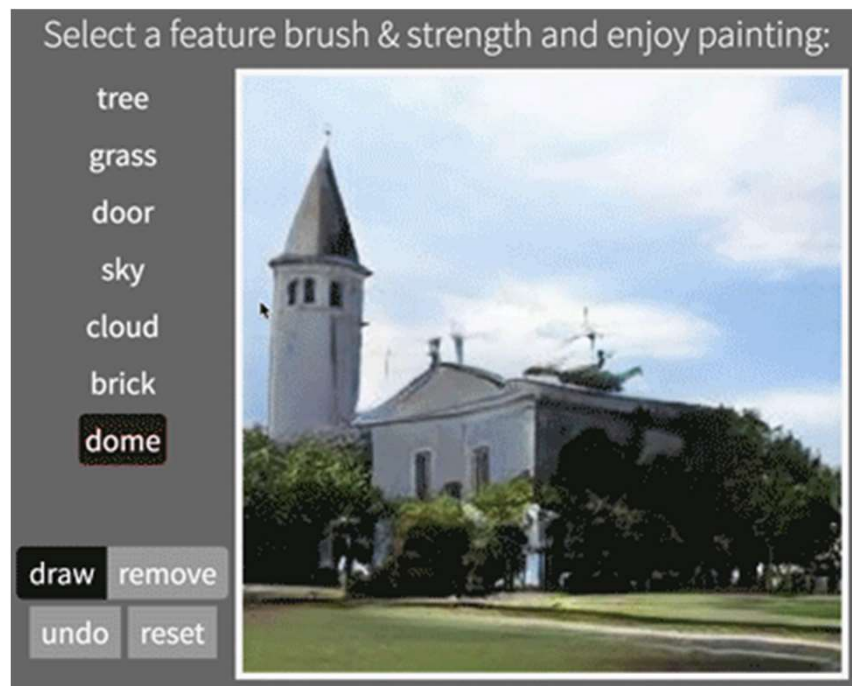 Select a feature brush & strength and enjoy painting:
tree
grass
door
sky
cloud
brick
dome
draw remove
undo reset